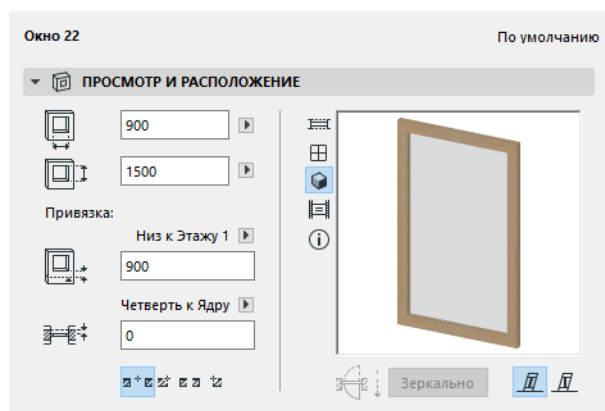 Окно 22
По умолчанию
ПРОСМОТР И РАСПОЛОЖЕНИЕ
900
1500
Привязка:
Низ к Этажу 1
900
Четверть к Ядру
0
Зеркально